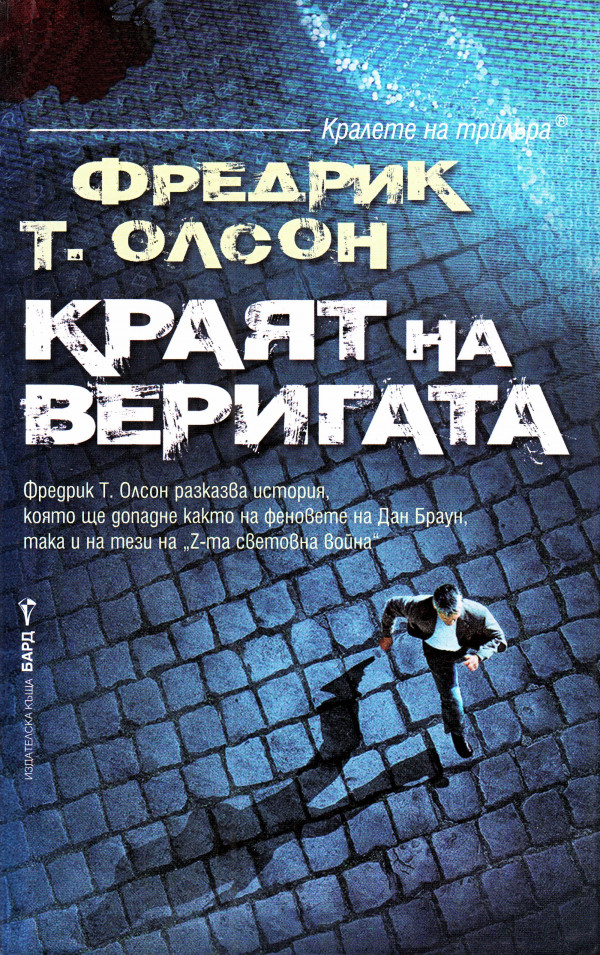 Кралете на трилъра®
ФРЕДРИК
Т. ОЛСОН
КРАЯТ НА
ВЕРИГАТА
Фредрик Т. Олсон разказва история,
която ще допадне както на феновете на Дан Браун,
така и на тези на „Z-та световна война“
ИЗДАТЕЛСКА КЪЩА БАРД